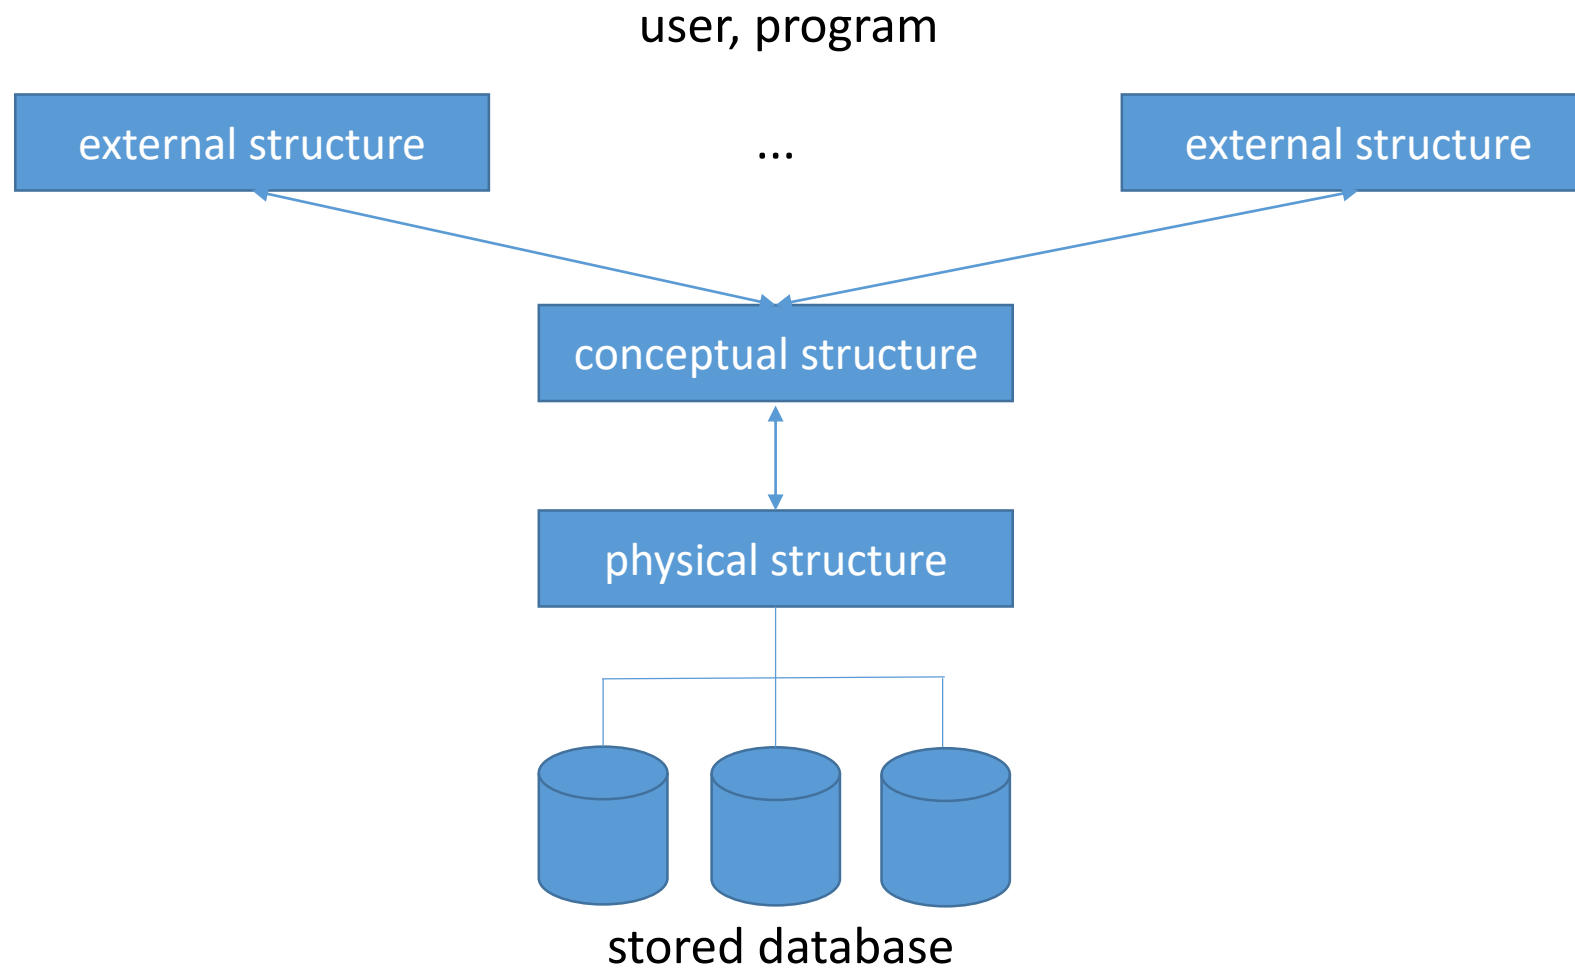 user, program
external structure
...
external structure
conceptual structure
physical structure
stored database